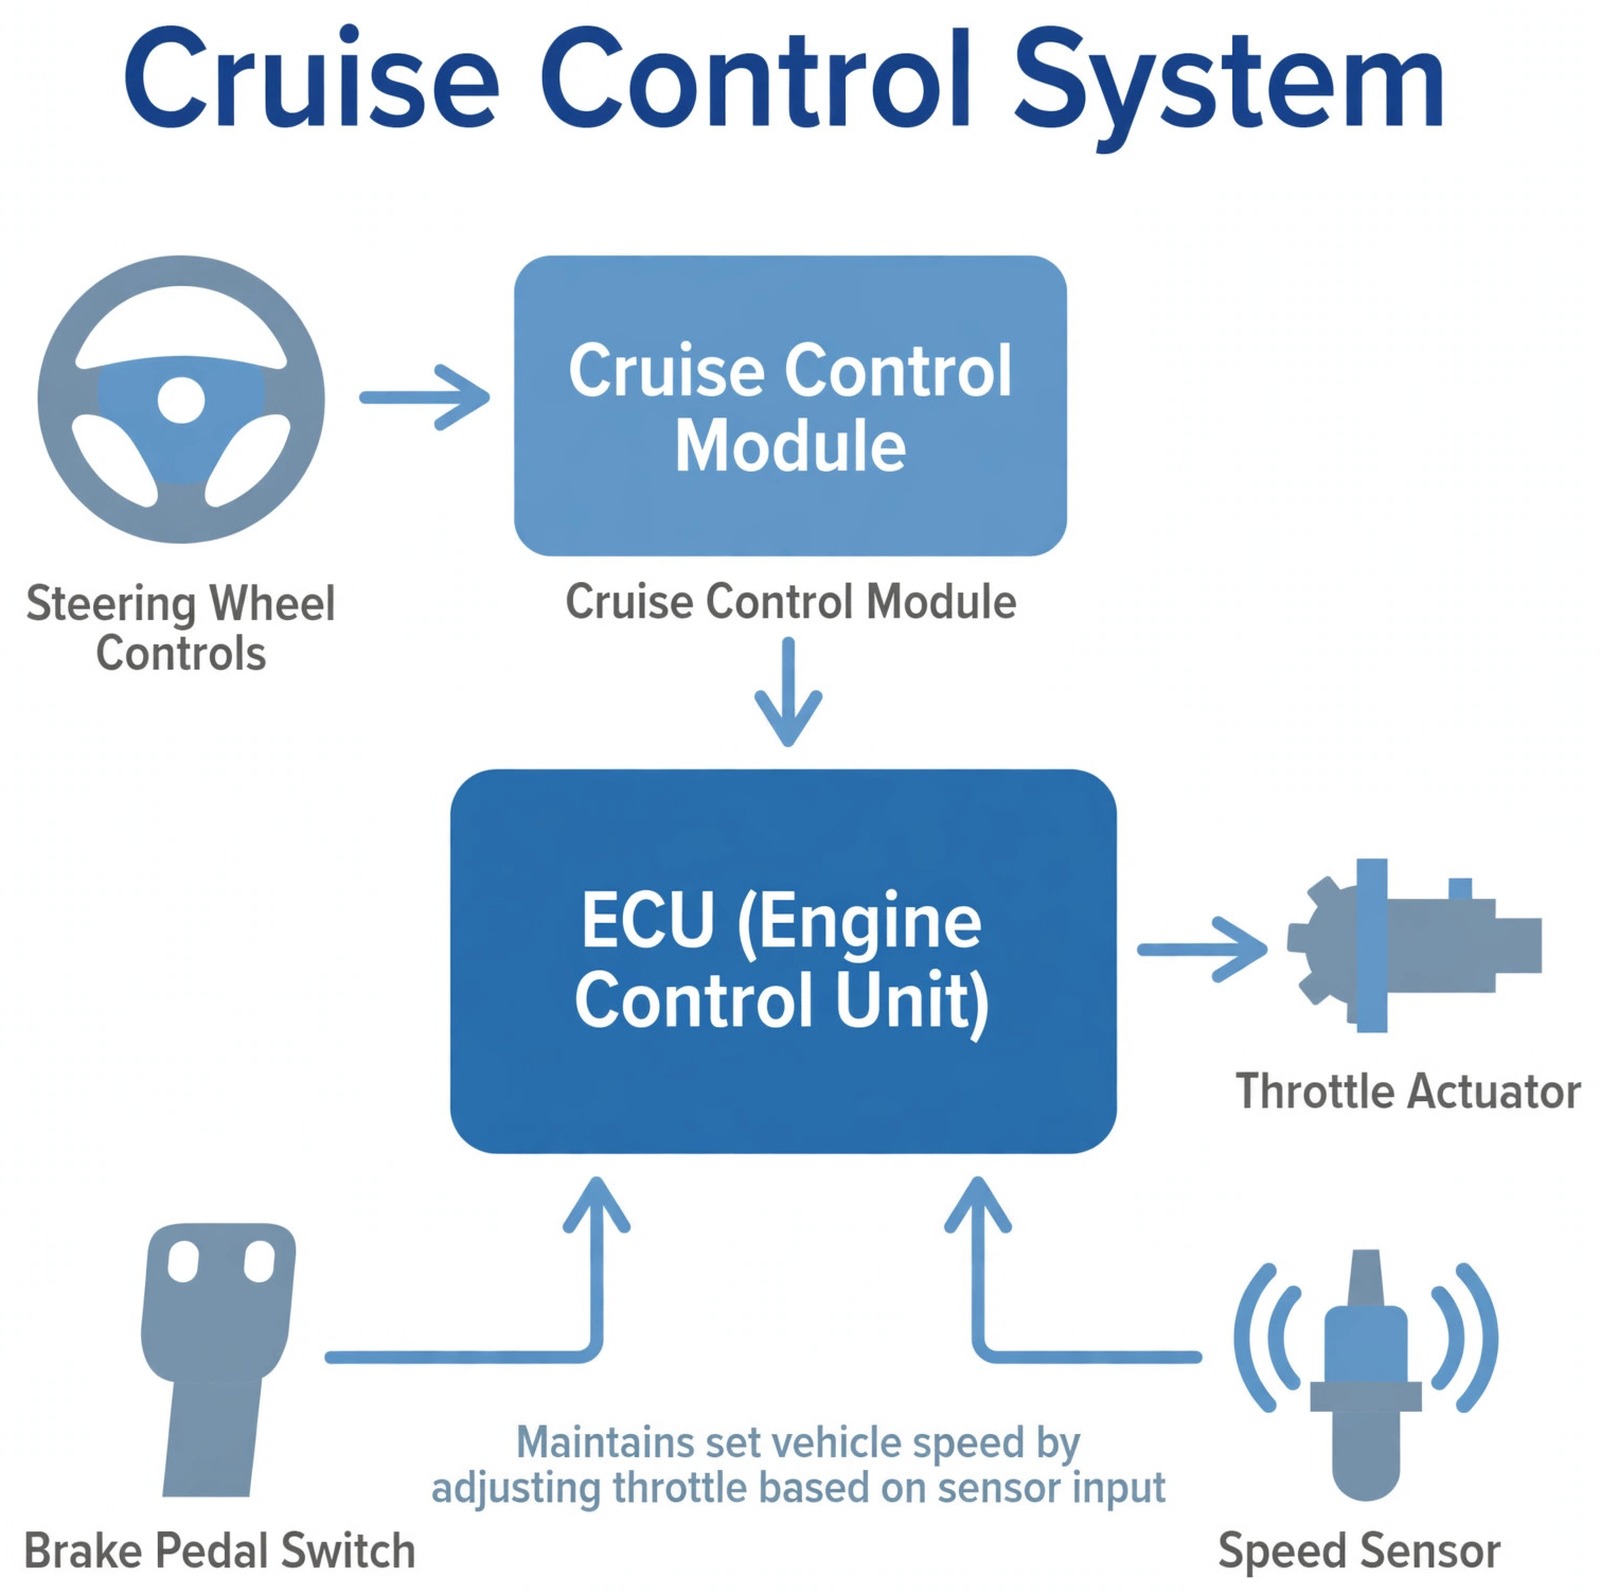 Cruise Control System
Cruise Control
Module
Steering Wheel
Controls
Cruise Control Module
ECU (Engine
Control Unit)
Throttle Actuator
Maintains set vehicle speed by
adjusting throttle based on sensor input
Brake Pedal Switch
Speed Sensor